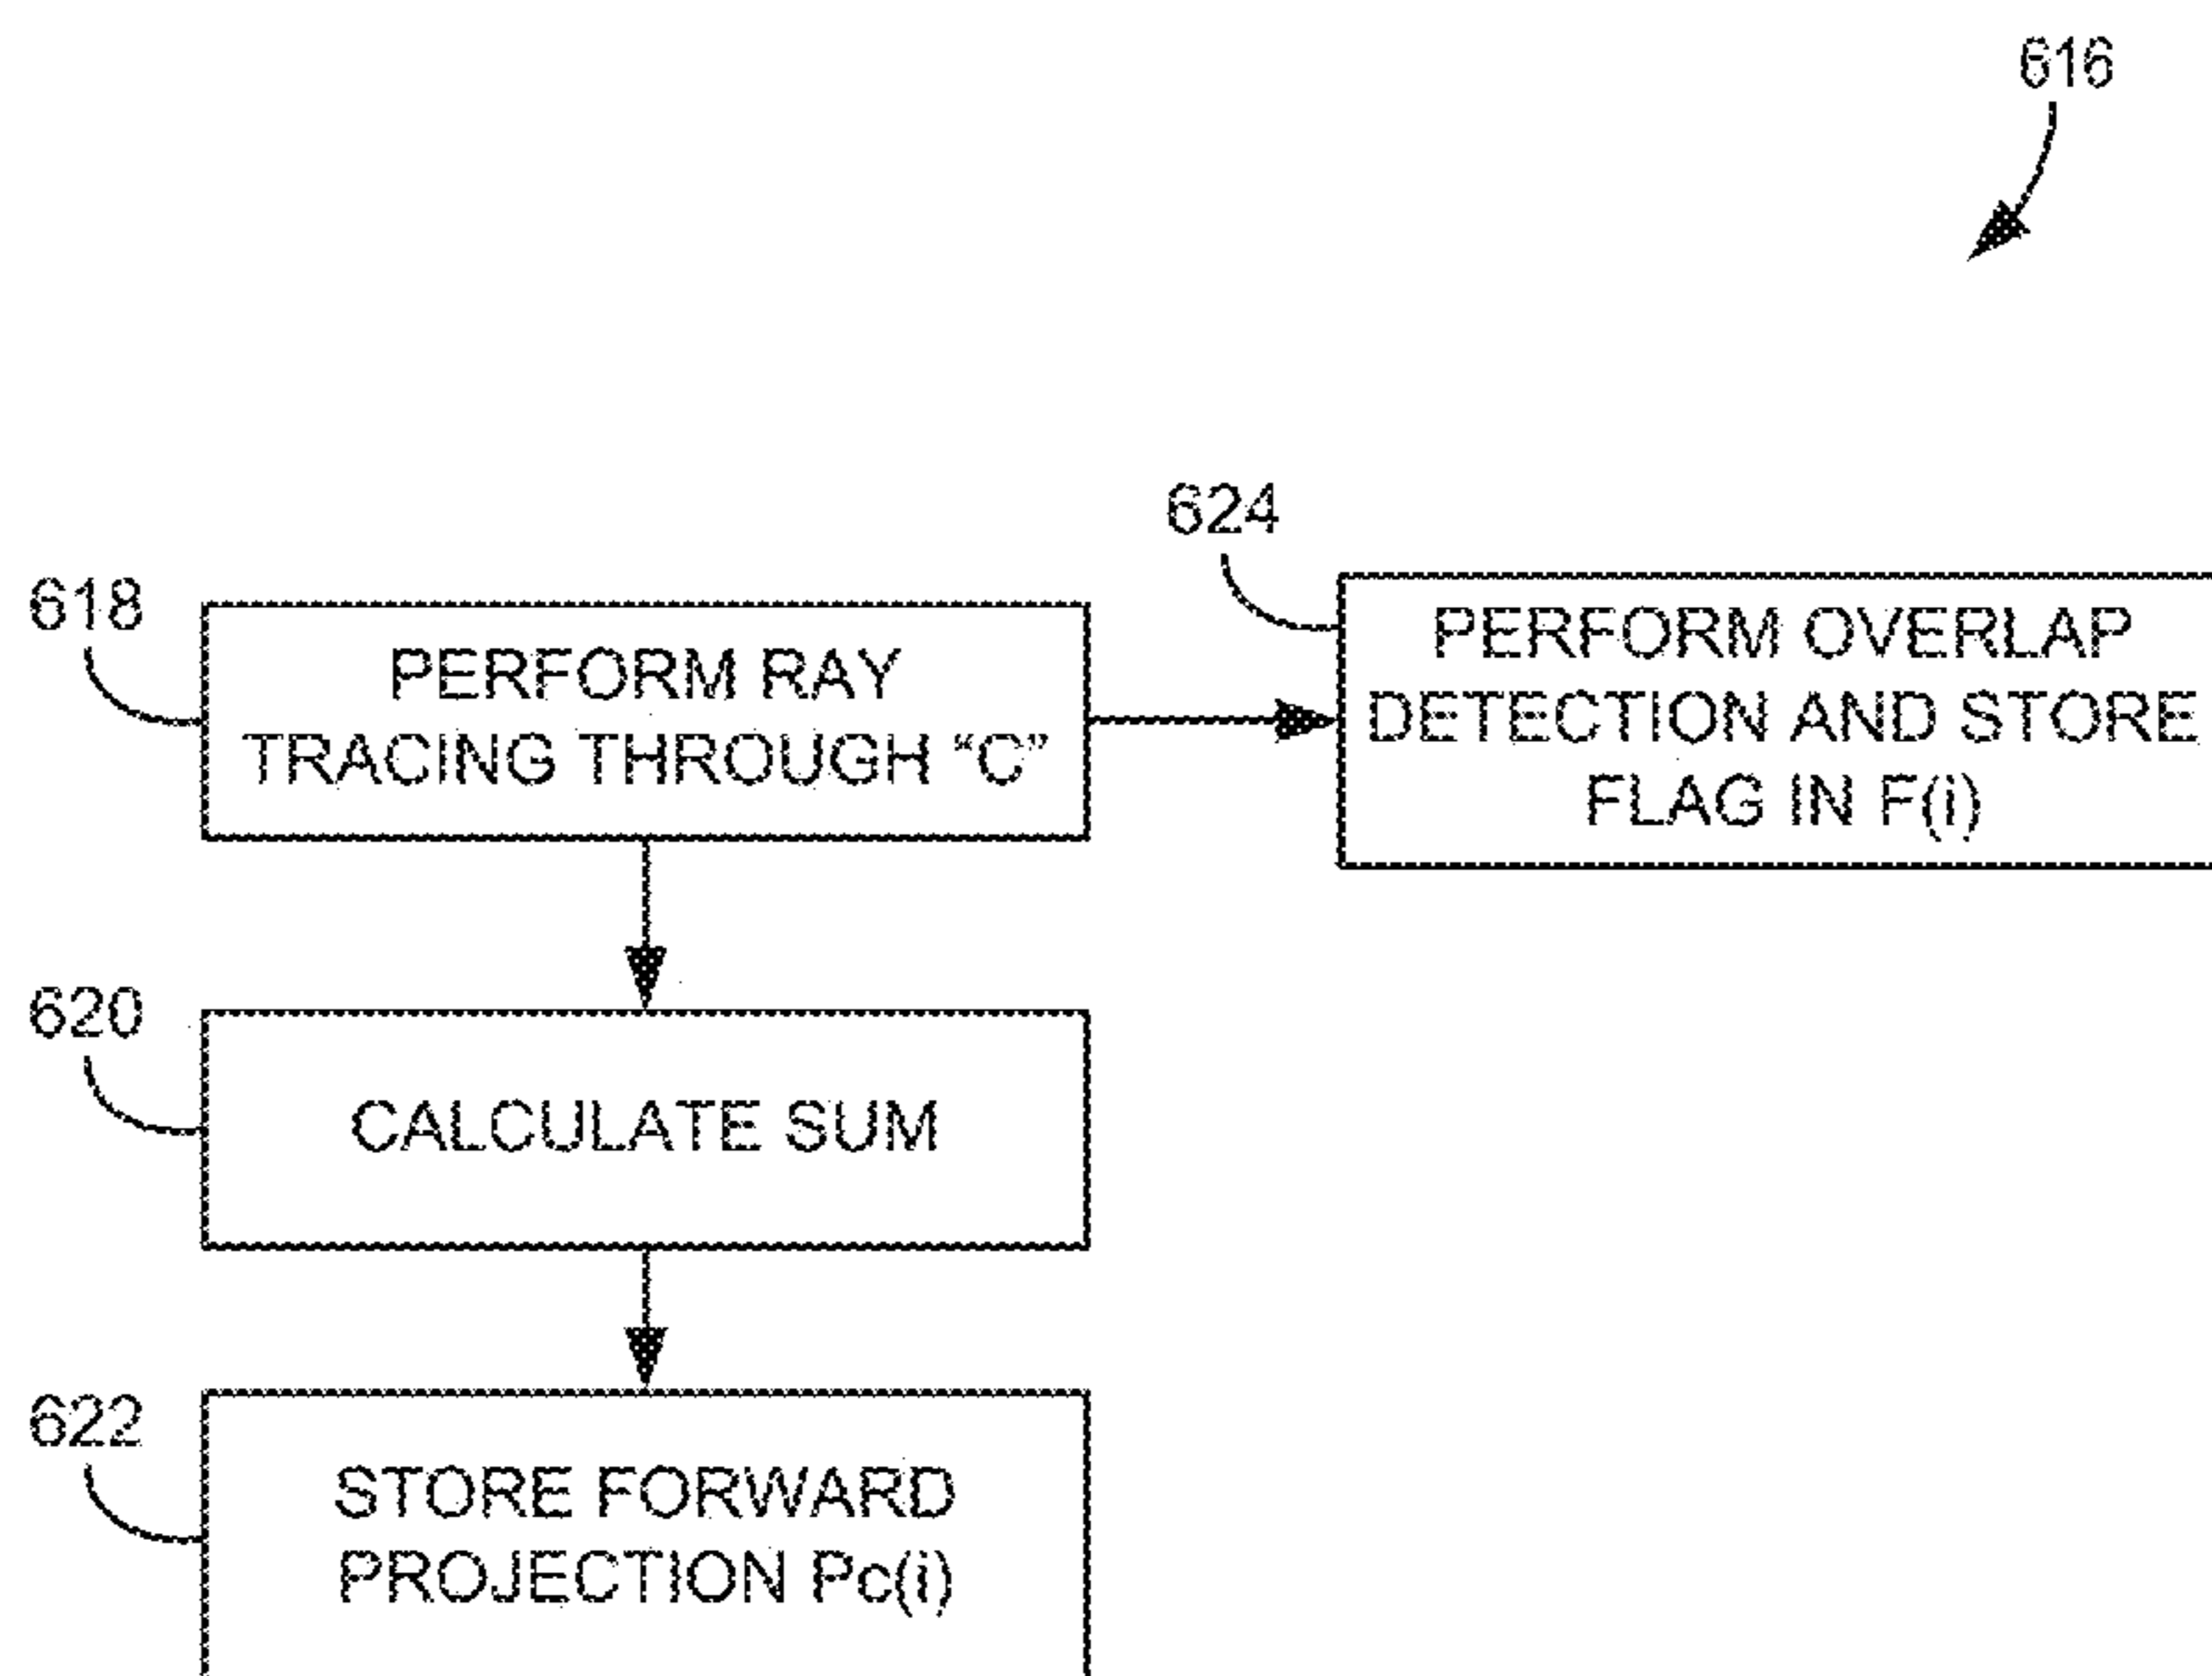 616
624
618
PERFORM RAY
TRACING THROUGH “C”
PERFORM OVERLAP
DETECTION AND STORE
FLAG IN F(i)
620
CALCULATE SUM
622
STORE FORWARD
PROJECTION Pc(i)